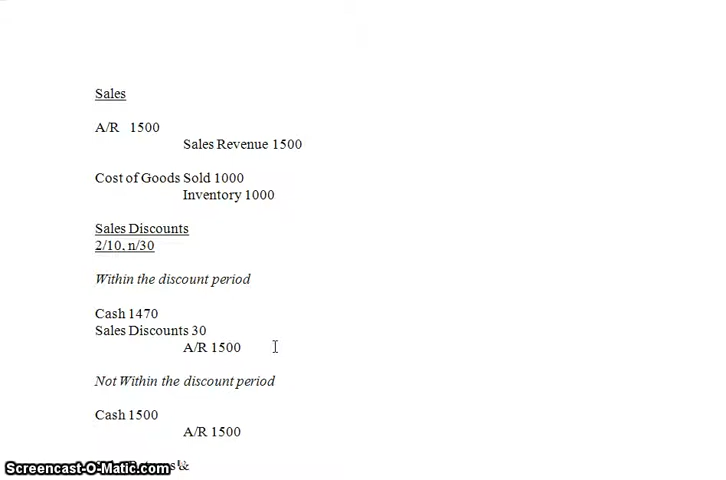 Sales
A/R 1500
Sales Revenue 1500
Cost of Goods Sold 1000
Inventory 1000
Sales Discounts
2/10, n/30
Within the discount period
Cash 1470
Sales Discounts 30
A/R 1500
Not Within the discount period
Cash 1500
A/R 1500
&
Screencast-O-Matic.com